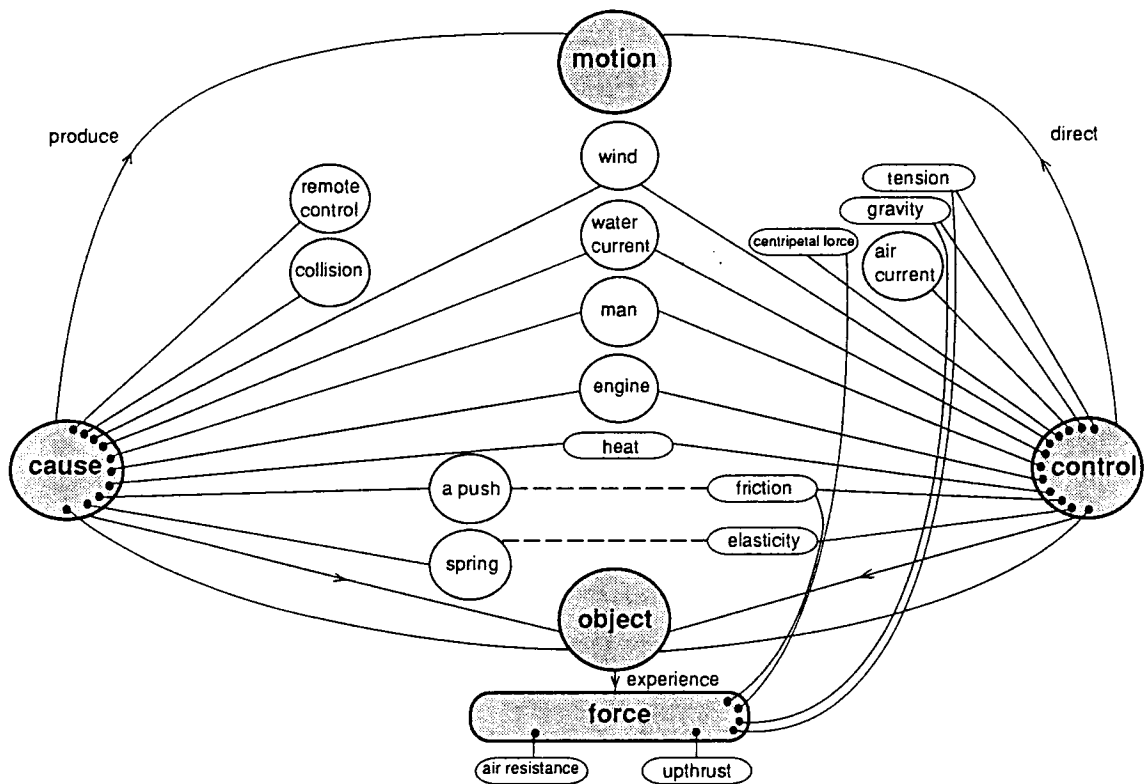 motion
produce
direct
wind
remote
control
tension
gravity
water
current
centripetal force
air
current
collision
man
engine
cause
heat
control
a push
friction
spring
elasticity
object
experience
force
air resistance
upthrust